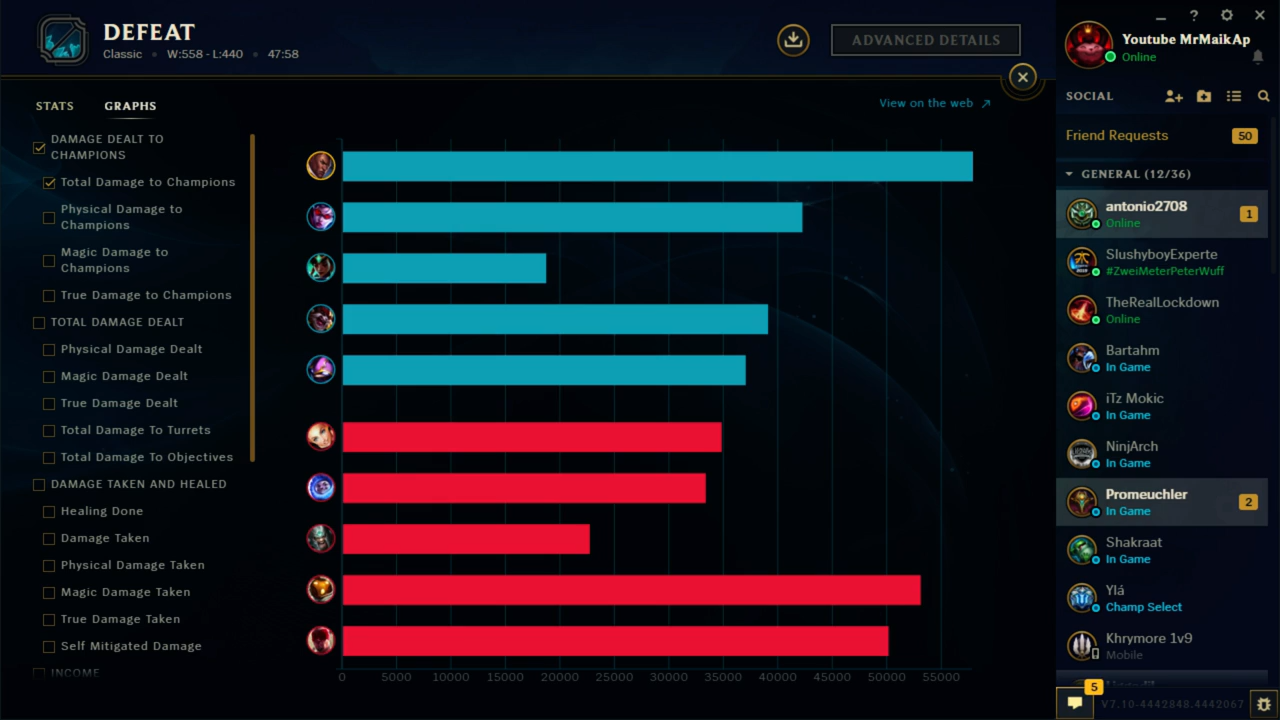 DEFEAT
Classic • W:558 - L:440 • 47:58
ADVANCED DETAILS
STATS
GRAPHS
View on the web
DAMAGE DEALT TO
CHAMPIONS
Total Damage to Champions
Physical Damage to
Champions
Magic Damage to
Champions
True Damage to Champions
TOTAL DAMAGE DEALT
Physical Damage Dealt
Magic Damage Dealt
True Damage Dealt
Total Damage To Turrets
Total Damage To Objectives
DAMAGE TAKEN AND HEALED
Healing Done
Damage Taken
Physical Damage Taken
Magic Damage Taken
True Damage Taken
Self Mitigated Damage
INCOME
0 5000 10000 15000 20000 25000 30000 35000 40000 45000 50000 55000
?
Youtube MrMaikAp
Online
SOCIAL
Friend Requests 50
GENERAL (12/36)
antonio2708
Online
1
SlushyboyExperte
#ZweiMeterPeterWuff
TheRealLockdown
Online
Bartahm
In Game
iTz Mokic
In Game
NinjArch
In Game
Promeuchler
In Game
2
Shakraat
In Game
Ylá
Champ Select
Khrymore 1v9
Mobile
5
V7.10-4442848.4442067